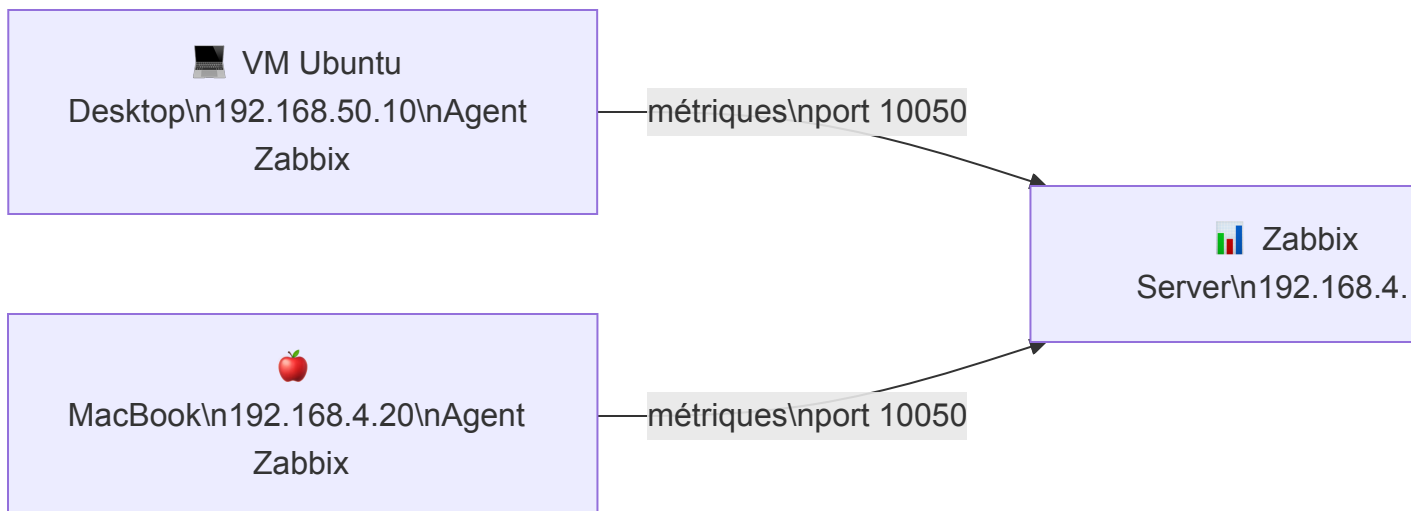 VM Ubuntu
Desktop\n192.168.50.10\nAgent
Zabbix
métriques\nport 10050
Zabbix
Server\n192.168.4.
MacBook\n192.168.4.20\nAgent
Zabbix
métriques\nport 10050